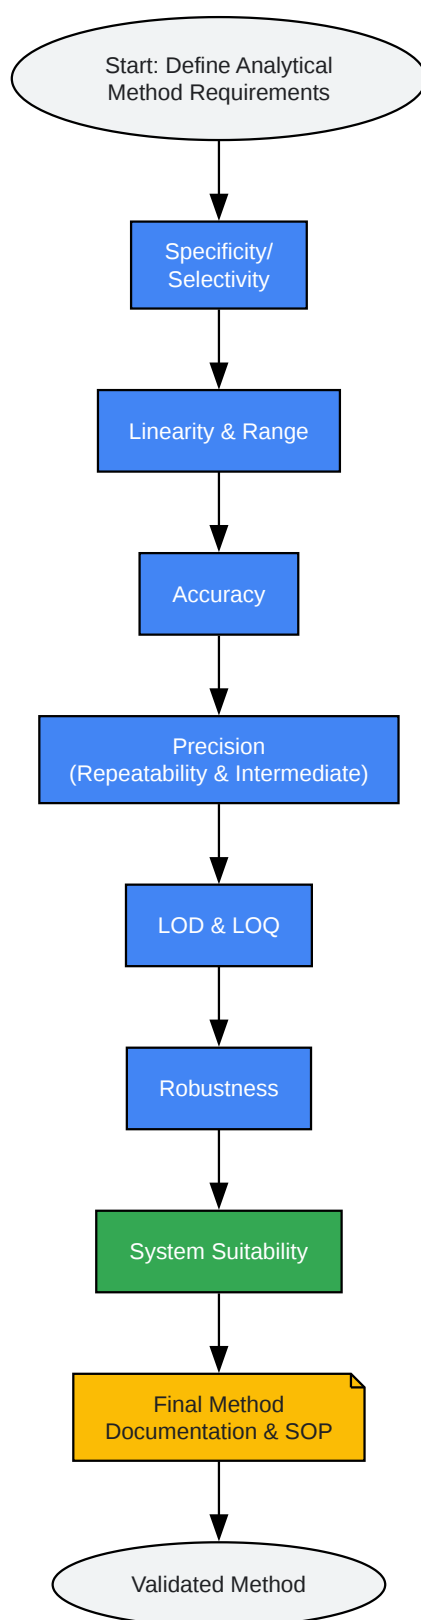 Start: Define Analytical
Method Requirements
Specificity/
Selectivity
Linearity & Range
Accuracy
Precision
(Repeatability & Intermediate)
LOD & LOQ
Robustness
System Suitability
Final Method
Documentation & SOP
Validated Method